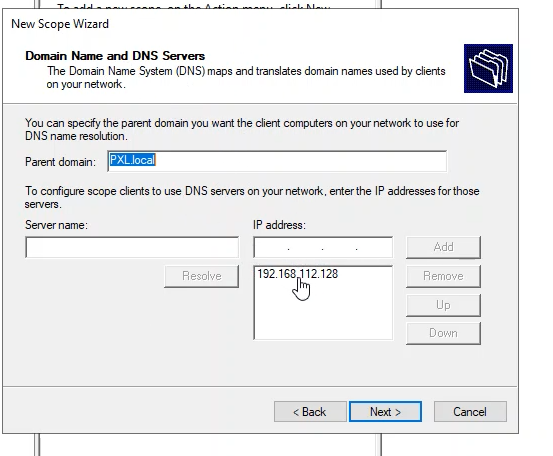 To add a new scope, on the Action menu, click New
New Scope Wizard
Domain Name and DNS Servers
The Domain Name System (DNS) maps and translates domain names used by clients
on your network.
You can specify the parent domain you want the client computers on your network to use for
DNS name resolution.
Parent domain: PXL.local
To configure scope clients to use DNS servers on your network, enter the IP addresses for those
servers.
Server name: IP address:
. . . Add
Resolve 192.168.112.128 Remove
Up
Down
< Back Next > Cancel